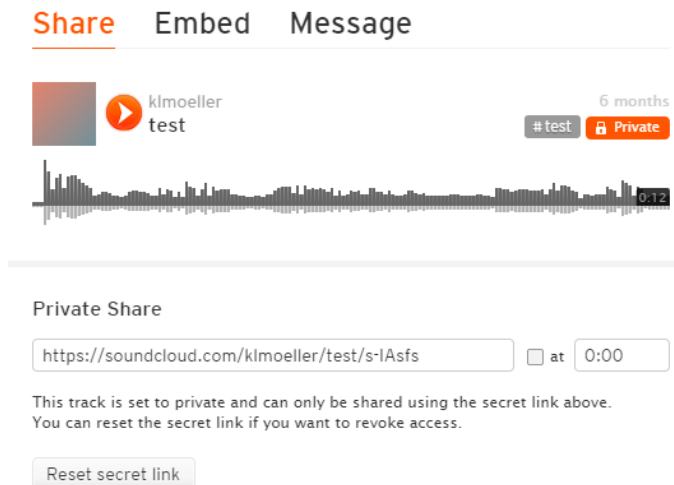 Share Embed Message
klmoeller 6 months
test #test Private
0:12
Private Share
https://soundcloud.com/klmoeller/test/s-IAsfs at 0:00
This track is set to private and can only be shared using the secret link above.
You can reset the secret link if you want to revoke access.
Reset secret link